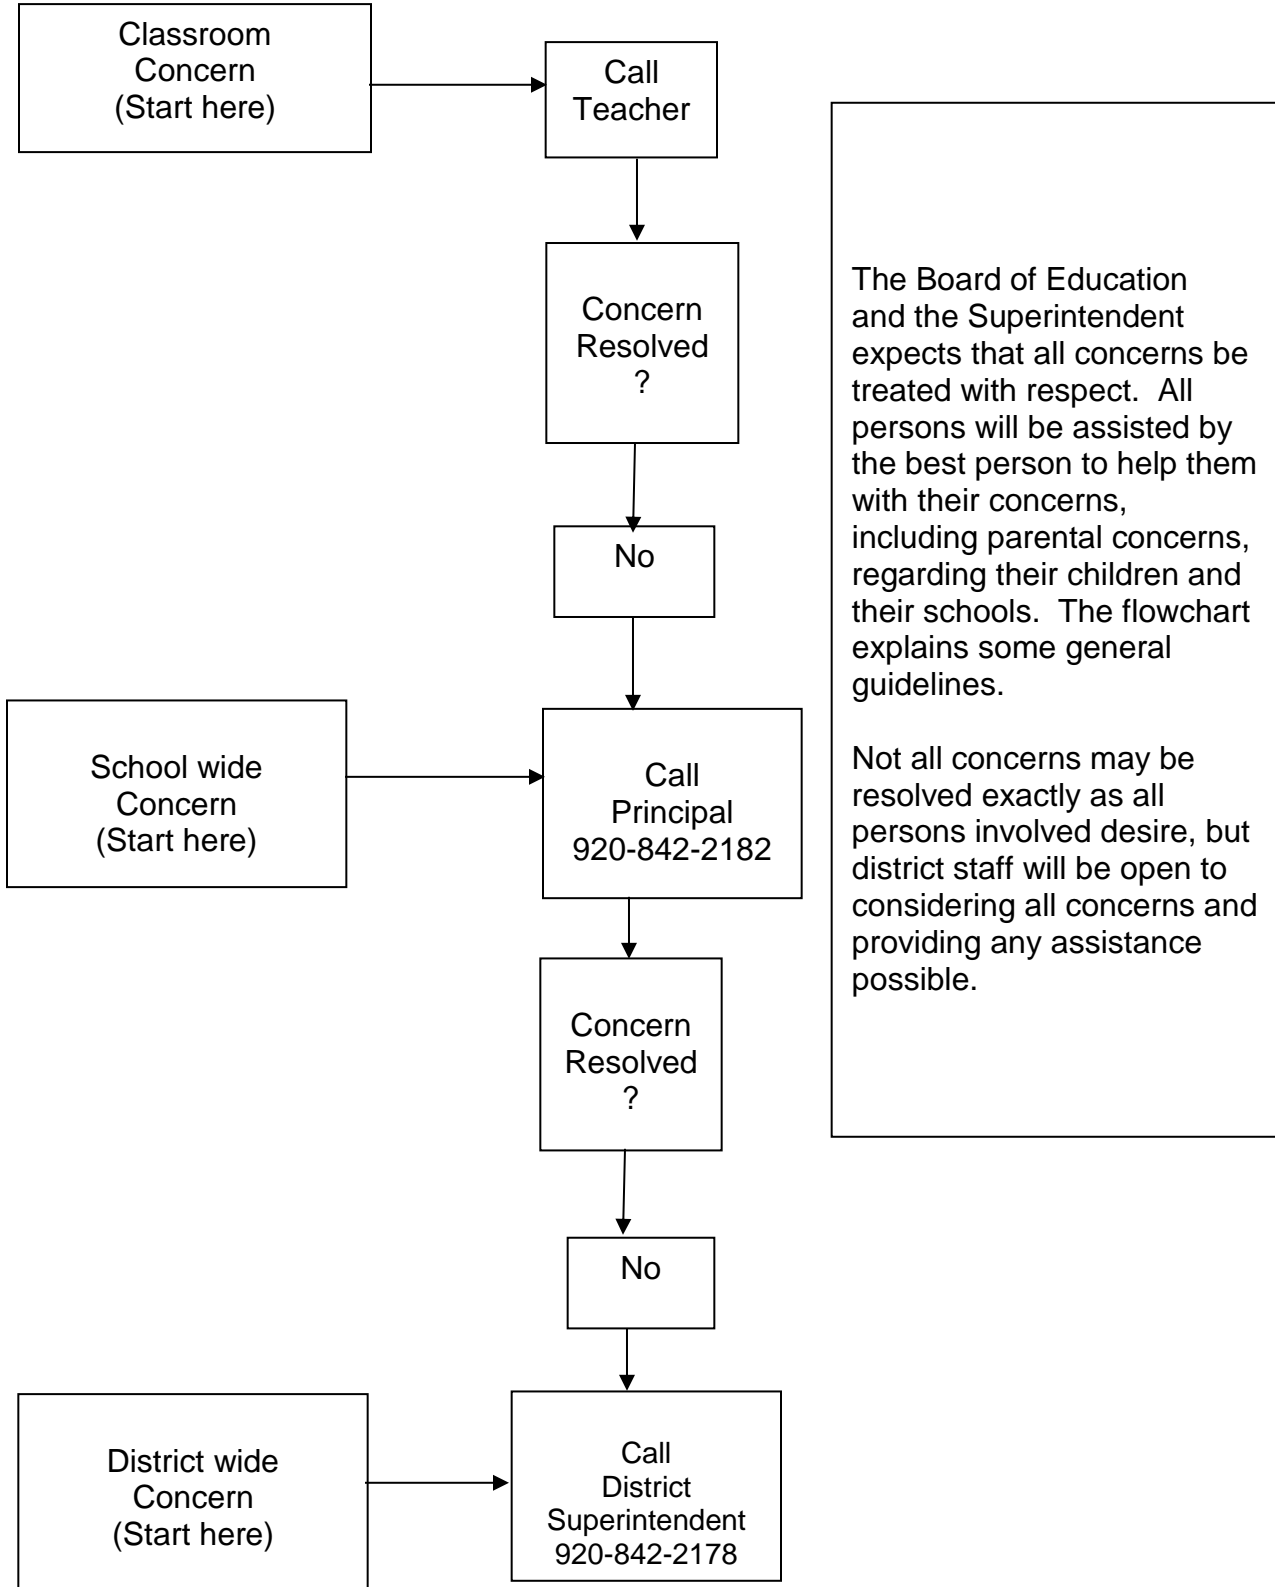 Classroom
Concern
(Start here)
Call
Teacher
Concern
Resolved
?
No
School wide
Concern
(Start here)
Call
Principal
920-842-2182
Concern
Resolved
?
No
District wide
Concern
(Start here)
Call
District
Superintendent
920-842-2178
The Board of Education
and the Superintendent
expects that all concerns be
treated with respect.  All
persons will be assisted by
the best person to help them
with their concerns,
including parental concerns,
regarding their children and
their schools.  The flowchart
explains some general
guidelines.
Not all concerns may be
resolved exactly as all
persons involved desire, but
district staff will be open to
considering all concerns and
providing any assistance
possible.